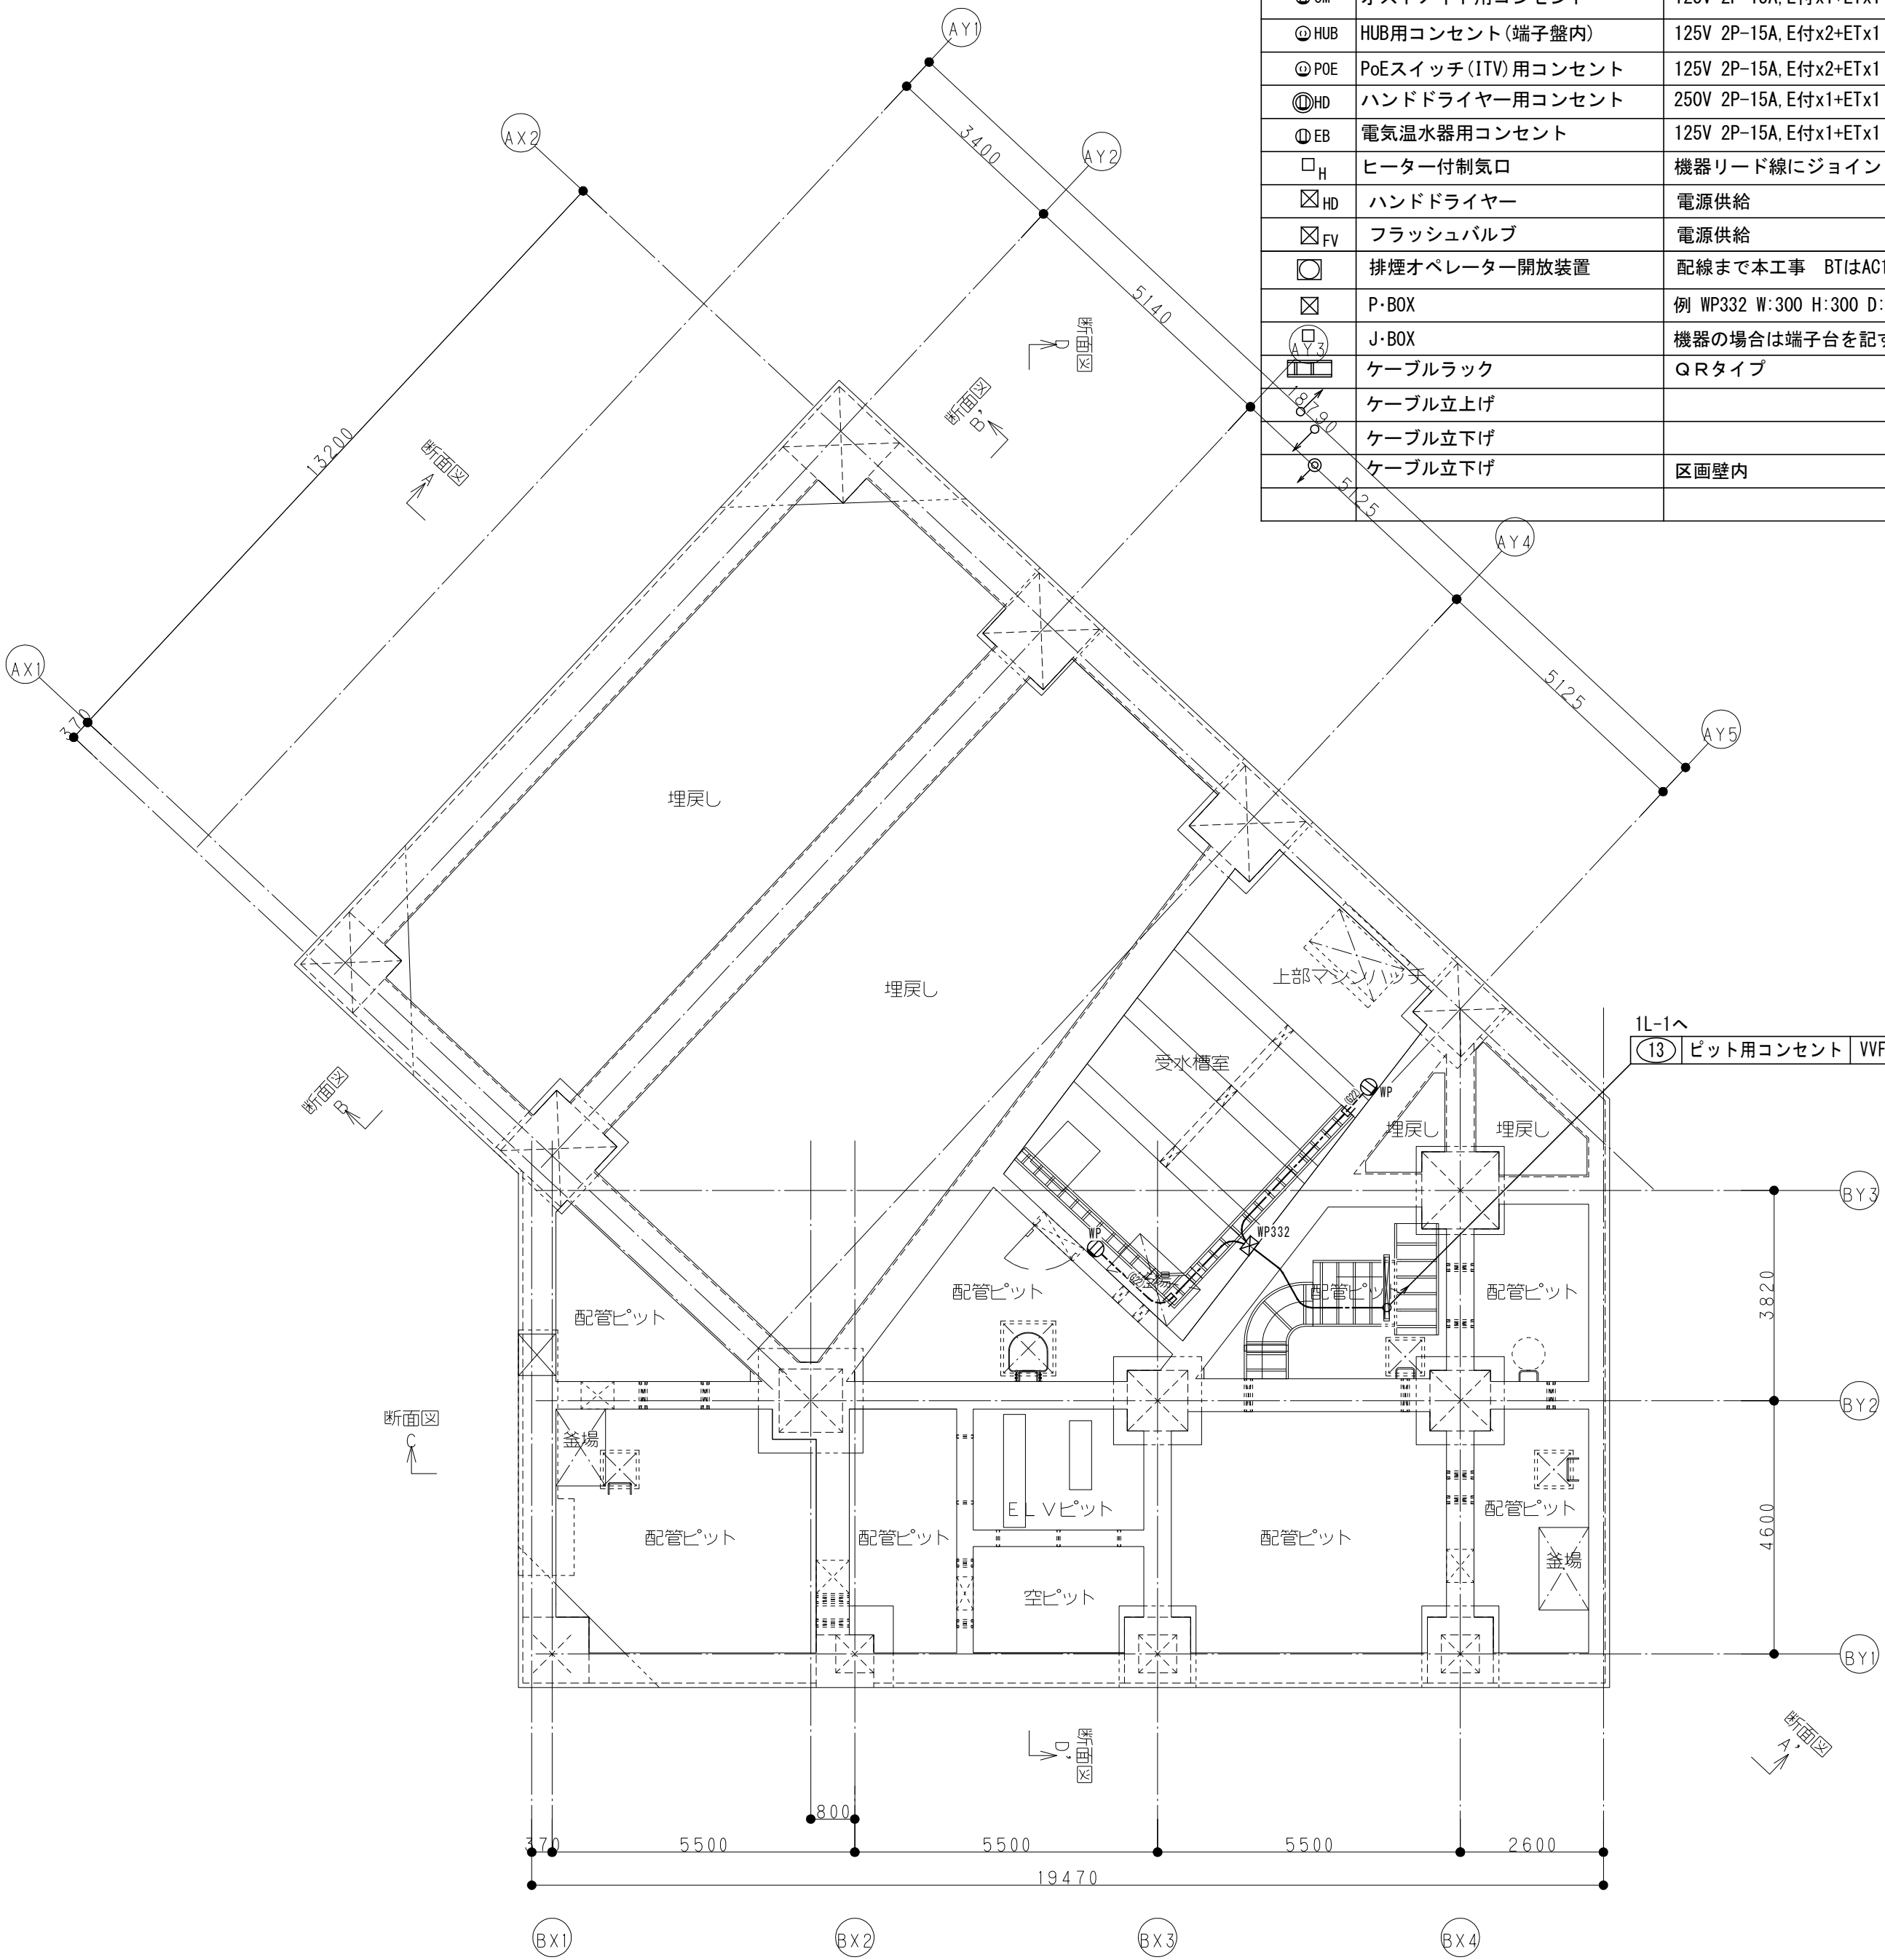 HUB HUB用コンセント(端子盤内) 125V 2P-15A,E付x2+ETx1
POE PoEスイッチ(ITV)用コンセント 125V 2P-15A,E付x2+ETx1
HD ハンドドライヤー用コンセント 250V 2P-15A,E付x1+ETx1
EB 電気温水器用コンセント 125V 2P-15A,E付x1+ETx1
H ヒーター付制気口 機器リード線にジョイン
HD ハンドドライヤー 電源供給
FV フラッシュバルブ 電源供給
排煙オペレーター開放装置 配線まで本工事 BTはAC1
P·BOX 例 WP332 W:300 H:300 D:
J·BOX 機器の場合は端子台を記す
ケーブルラック QRタイプ
ケーブル立上げ
ケーブル立下げ
ケーブル立下げ 区画壁内
AY1
AX2
AY2
AY3
AY4
AY5
AX1
3400
5140
18790
5125
5125
13200
370
断面図
A
断面図
B'
断面図
D
断面図
B
埋戻し
埋戻し
上部マシンハッチ
受水槽室
1L-1へ
13 ピット用コンセント VVF
WP
(G22)
埋戻し
埋戻し
WP332
WP
釜場
配管ピット
配管ピット
配管ピット
配管ピット
BY3
3820
BY2
4600
BY1
断面図
C
釜場
ELVピット
配管ピット
配管ピット
配管ピット
配管ピット
釜場
空ピット
断面図
D'
断面図
A'
800
370
5500
5500
5500
2600
19470
BX1
BX2
BX3
BX4